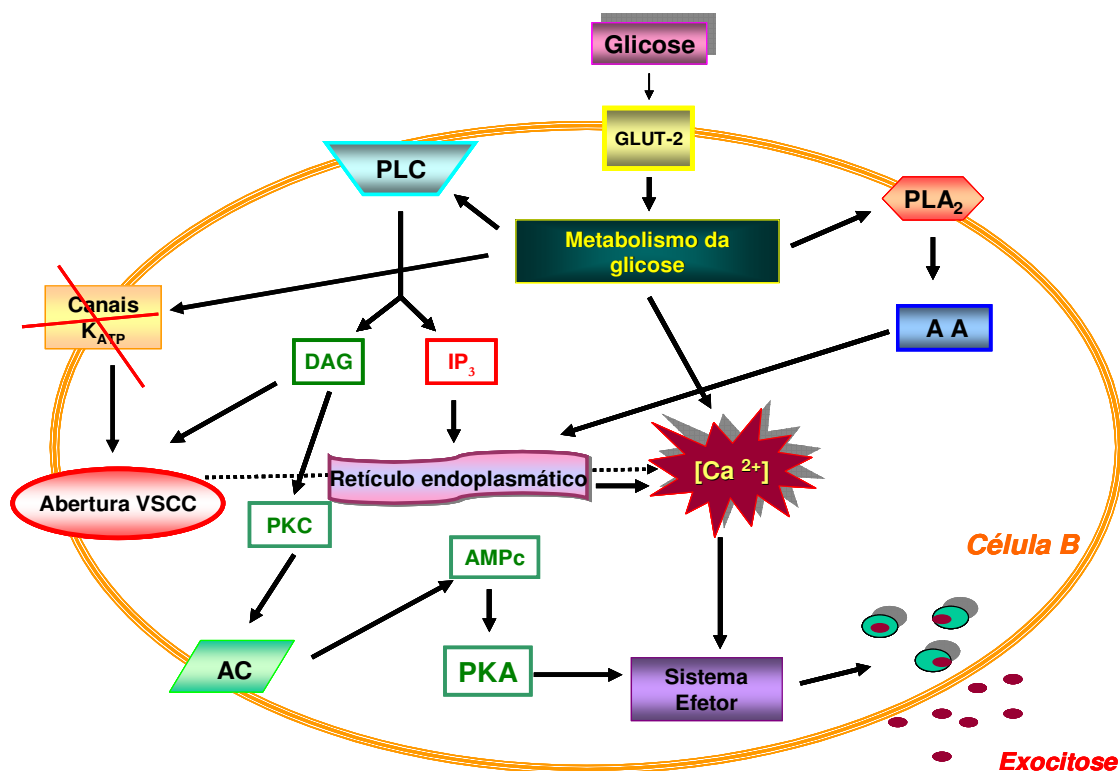 Glicose
GLUT-2
PLC
PLA₂
Metabolismo da
glicose
Canais
K_ATP
A A
DAG
IP₃
[Ca ²⁺]
Retículo endoplasmático
Abertura VSCC
PKC
AMPc
Célula B
AC
PKA
Sistema
Efetor
Exocitose